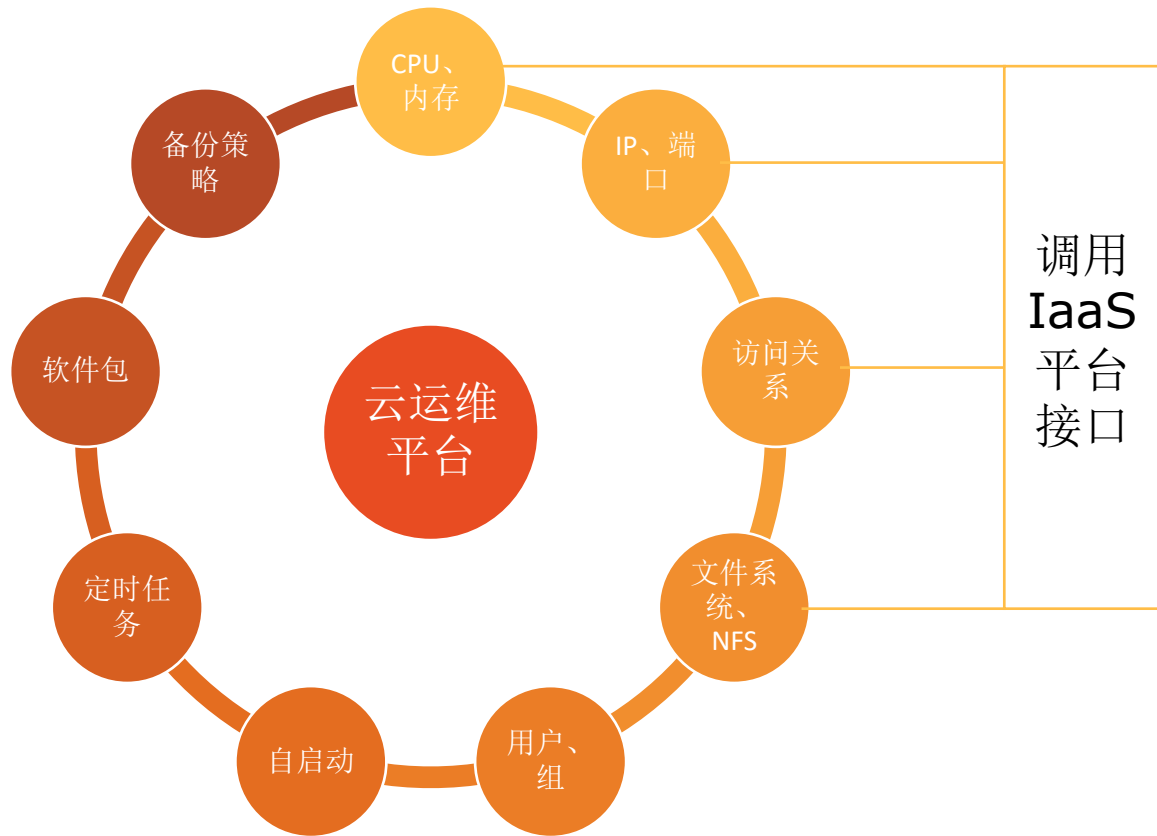 CPU、
内存
IP、端
口
访问关
系
文件系
统、
NFS
用户、
组
自启动
定时任
务
软件包
备份策
略
云运维
平台
调用
IaaS
平台
接口